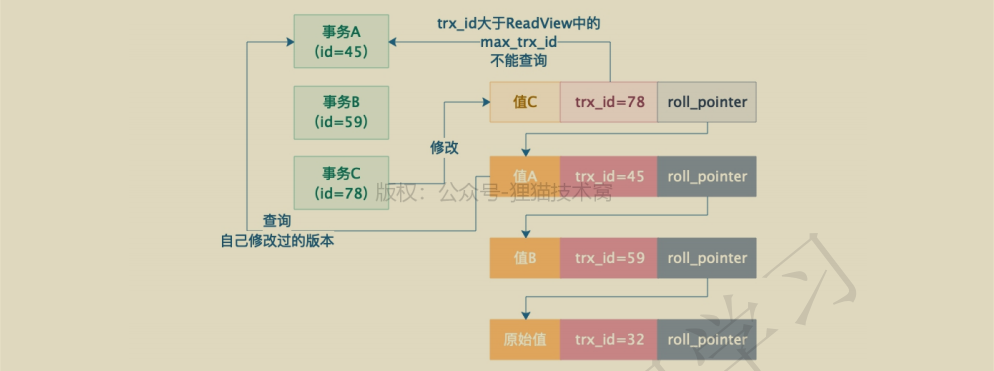 事务A
（id=45）
trx_id大于ReadView中的
max_trx_id
不能查询
事务B
（id=59）
值C
trx_id=78
roll_pointer
修改
事务C
（id=78）
值A
trx_id=45
roll_pointer
版权：公众号-狸猫技术窝
查询
自己修改过的版本
值B
trx_id=59
roll_pointer
原始值
trx_id=32
roll_pointer
学习